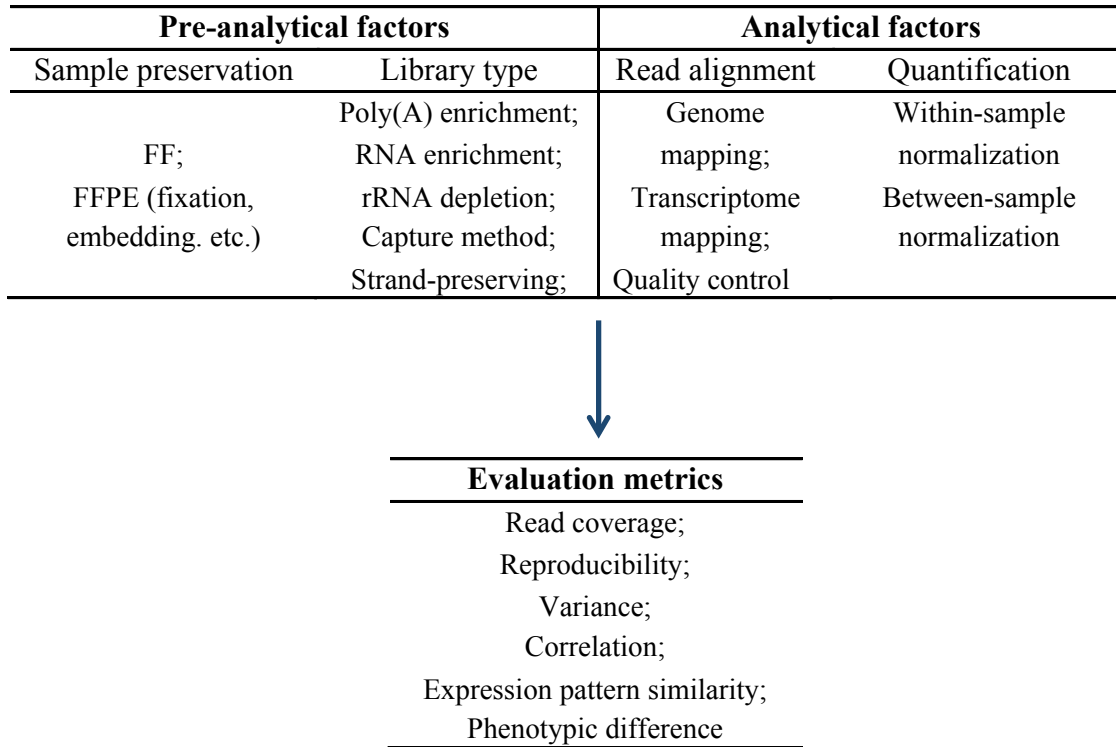 Pre-analytical factors Analytical factors
Sample preservation Library type Read alignment Quantification
Poly(A) enrichment; Genome Within-sample
FF; RNA enrichment; mapping; normalization
FFPE (fixation, rRNA depletion; Transcriptome Between-sample
embedding. etc.) Capture method; mapping; normalization
Strand-preserving; Quality control
Evaluation metrics
Read coverage;
Reproducibility;
Variance;
Correlation;
Expression pattern similarity;
Phenotypic difference